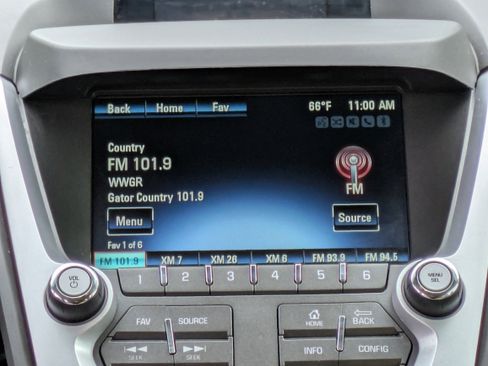 Back Home Fav 66°F 11:00 AM
Country
FM 101.9
WWGR
Gator Country 101.9
FM
Menu
Source
Fav 1 of 6
FM 101.9 XM 7 XM 26 XM 6 FM 93.9 FM 94.5
1 2 3 4 5 6
VOL
MENU
SEL
FAV SOURCE
HOME BACK
SEEK SEEK
INFO CONFIG